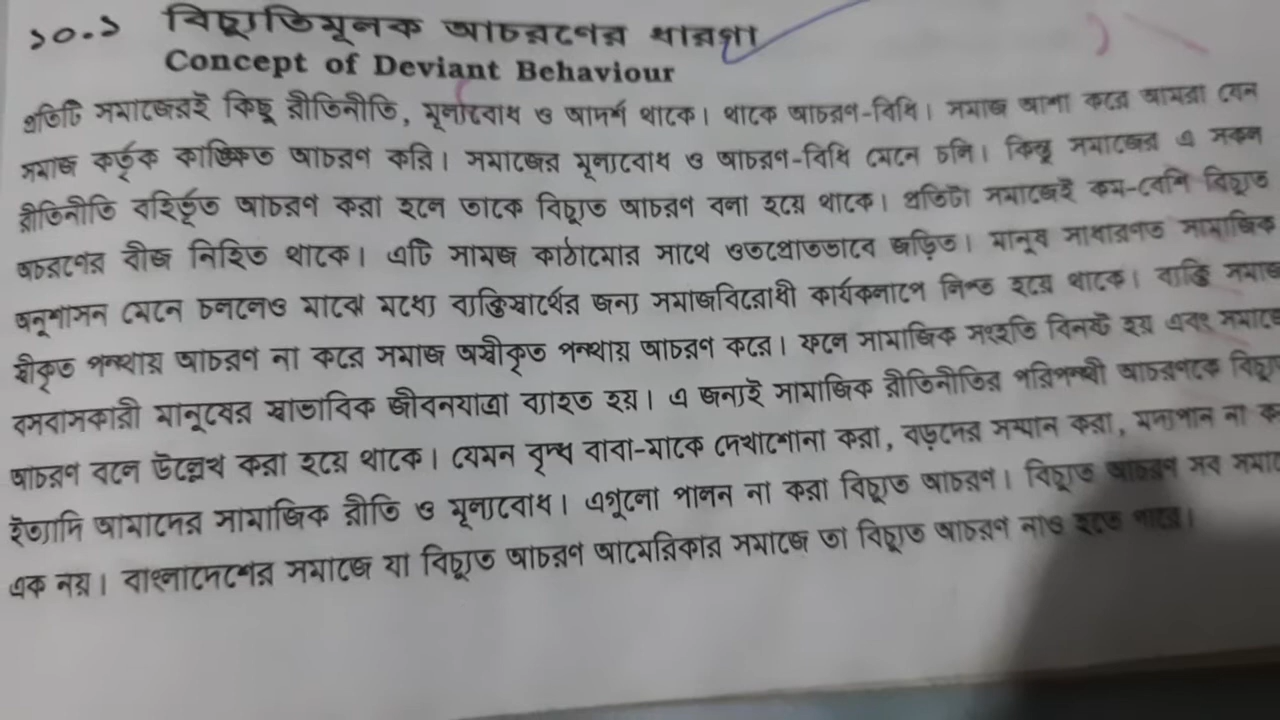 ১০.১ বিচ্যুতিমূলক আচরণের ধারণা
Concept of Deviant Behaviour
প্রতিটি সমাজেরই কিছু রীতিনীতি, মূল্যবোধ ও আদর্শ থাকে। থাকে আচরণ-বিধি। সমাজ আশা করে আমরা যেন
সমাজ কর্তৃক কাঙ্ক্ষিত আচরণ করি। সমাজের মূল্যবোধ ও আচরণ-বিধি মেনে চলি। কিন্তু সমাজের এ সকল
রীতিনীতি বহির্ভূত আচরণ করা হলে তাকে বিচ্যুত আচরণ বলা হয়ে থাকে। প্রতিটা সমাজেই কম-বেশি বিচ্যুত
আচরণের বীজ নিহিত থাকে। এটি সামজ কাঠামোর সাথে ওতপ্রোতভাবে জড়িত। মানুষ সাধারণত সামাজিক
অনুশাসন মেনে চললেও মাঝে মধ্যে ব্যক্তিস্বার্থের জন্য সমাজবিরোধী কার্যকলাপে লিপ্ত হয়ে থাকে। ব্যক্তি সমাজ
স্বীকৃত পন্থায় আচরণ না করে সমাজ অস্বীকৃত পন্থায় আচরণ করে। ফলে সামাজিক সংহতি বিনষ্ট হয় এবং সমাজে
বসবাসকারী মানুষের স্বাভাবিক জীবনযাত্রা ব্যাহত হয়। এ জন্যই সামাজিক রীতিনীতির পরিপন্থী আচরণকে বিচ্যুত
আচরণ বলে উল্লেখ করা হয়ে থাকে। যেমন বৃদ্ধ বাবা-মাকে দেখাশোনা করা, বড়দের সম্মান করা, মদ্যপান না করা
ইত্যাদি আমাদের সামাজিক রীতি ও মূল্যবোধ। এগুলো পালন না করা বিচ্যুত আচরণ। বিচ্যুত আচরণ সব সমাজে
এক নয়। বাংলাদেশের সমাজে যা বিচ্যুত আচরণ আমেরিকার সমাজে তা বিচ্যুত আচরণ নাও হতে পারে।